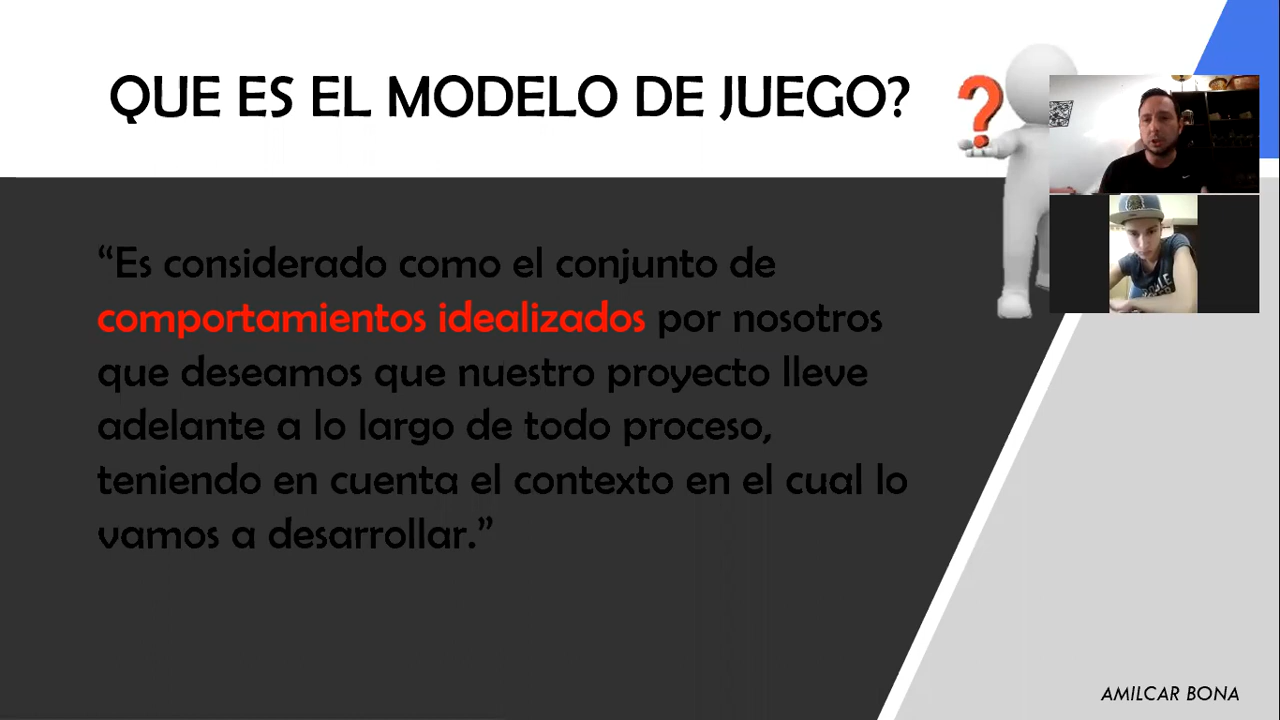 QUE ES EL MODELO DE JUEGO?
“Es considerado como el conjunto de
comportamientos idealizados por nosotros
que deseamos que nuestro proyecto lleve
adelante a lo largo de todo proceso,
teniendo en cuenta el contexto en el cual lo
vamos a desarrollar.”
AMILCAR BONA